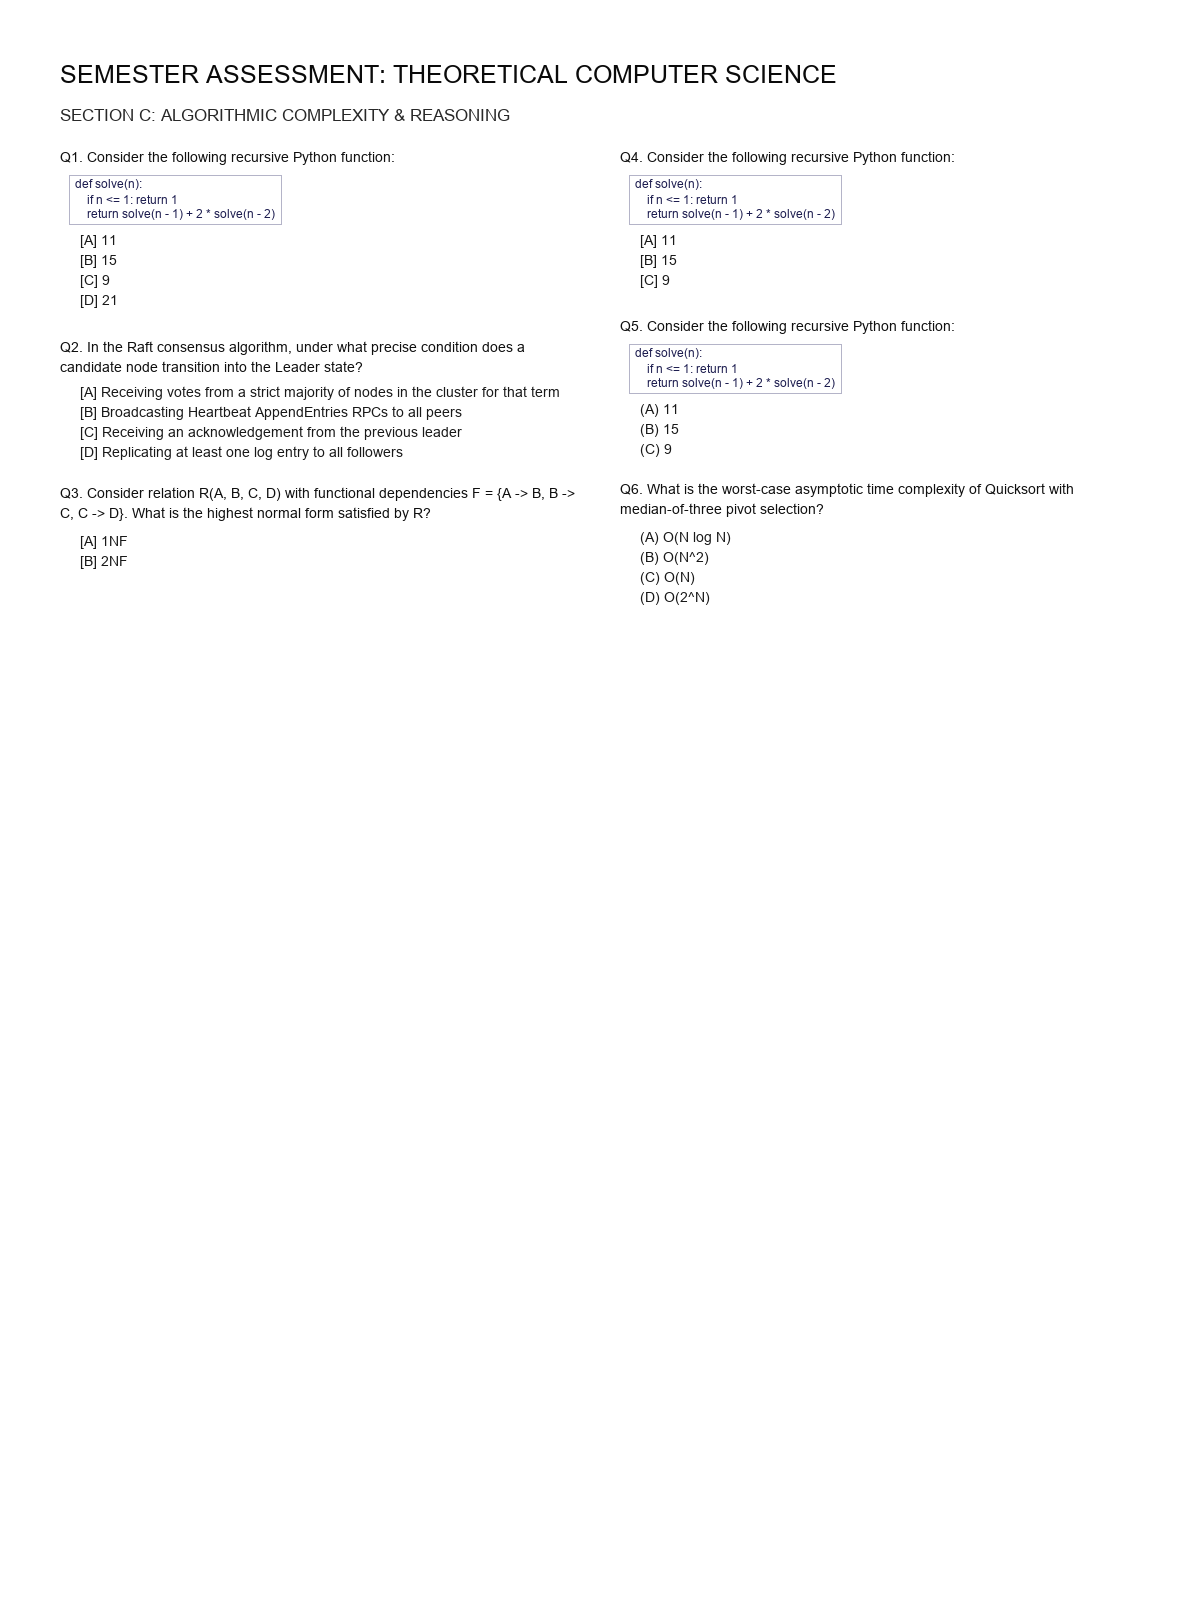 SEMESTER ASSESSMENT: THEORETICAL COMPUTER SCIENCE
SECTION C: ALGORITHMIC COMPLEXITY & REASONING
Q1. Consider the following recursive Python function:
def solve(n):
if n <= 1: return 1
return solve(n - 1) + 2 * solve(n - 2)
[A] 11
[B] 15
[C] 9
[D] 21
Q2. In the Raft consensus algorithm, under what precise condition does a
candidate node transition into the Leader state?
[A] Receiving votes from a strict majority of nodes in the cluster for that term
[B] Broadcasting Heartbeat AppendEntries RPCs to all peers
[C] Receiving an acknowledgement from the previous leader
[D] Replicating at least one log entry to all followers
Q3. Consider relation R(A, B, C, D) with functional dependencies F = {A -> B, B ->
C, C -> D}. What is the highest normal form satisfied by R?
[A] 1NF
[B] 2NF
Q4. Consider the following recursive Python function:
def solve(n):
if n <= 1: return 1
return solve(n - 1) + 2 * solve(n - 2)
[A] 11
[B] 15
[C] 9
Q5. Consider the following recursive Python function:
def solve(n):
if n <= 1: return 1
return solve(n - 1) + 2 * solve(n - 2)
(A) 11
(B) 15
(C) 9
Q6. What is the worst-case asymptotic time complexity of Quicksort with
median-of-three pivot selection?
(A) O(N log N)
(B) O(N^2)
(C) O(N)
(D) O(2^N)